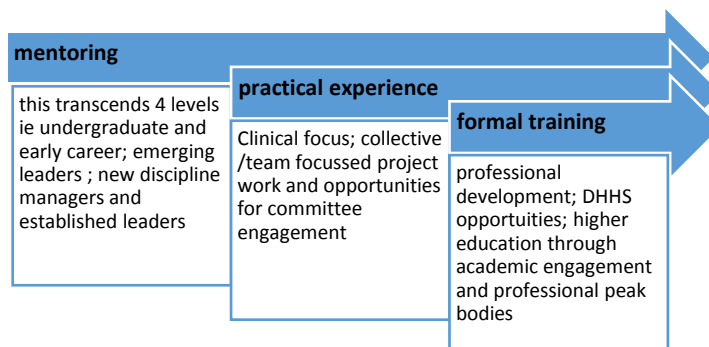 mentoring
this transcends 4 levels
ie undergraduate and
early career; emerging
leaders ; new discipline
managers and
established leaders
practical experience
Clinical focus; collective
/team focussed project
work and opportunities
for committee
engagement
formal training
professional
development; DHHS
opportuities; higher
education through
academic engagement
and professional peak
bodies